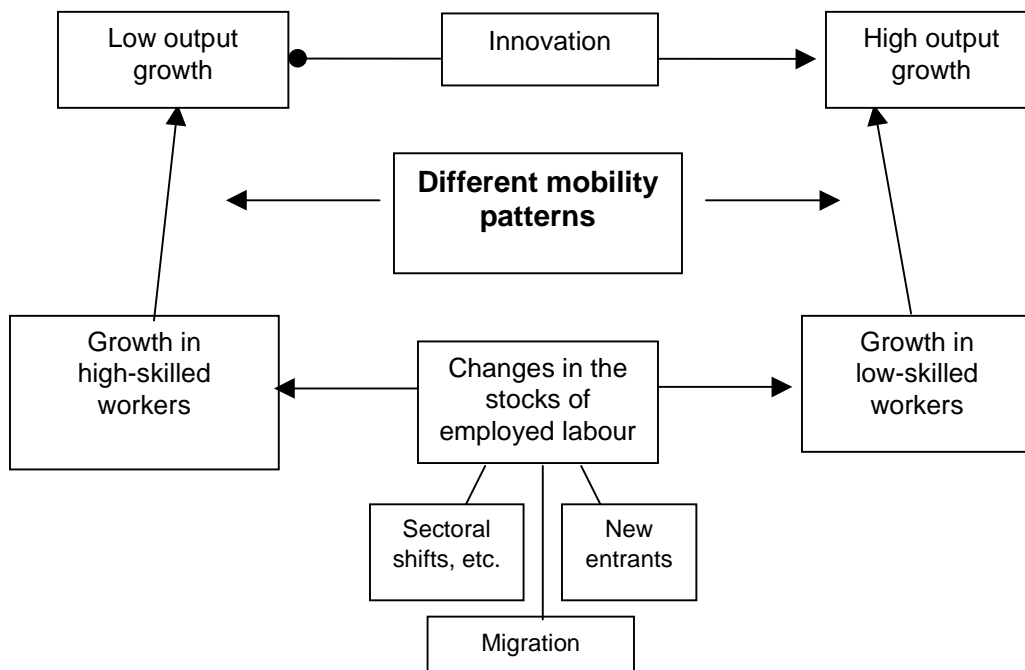 Low output
growth
Innovation
High output
growth
Different mobility
patterns
Growth in
high-skilled
workers
Changes in the
stocks of
employed labour
Growth in
low-skilled
workers
Sectoral
shifts, etc.
New
entrants
Migration